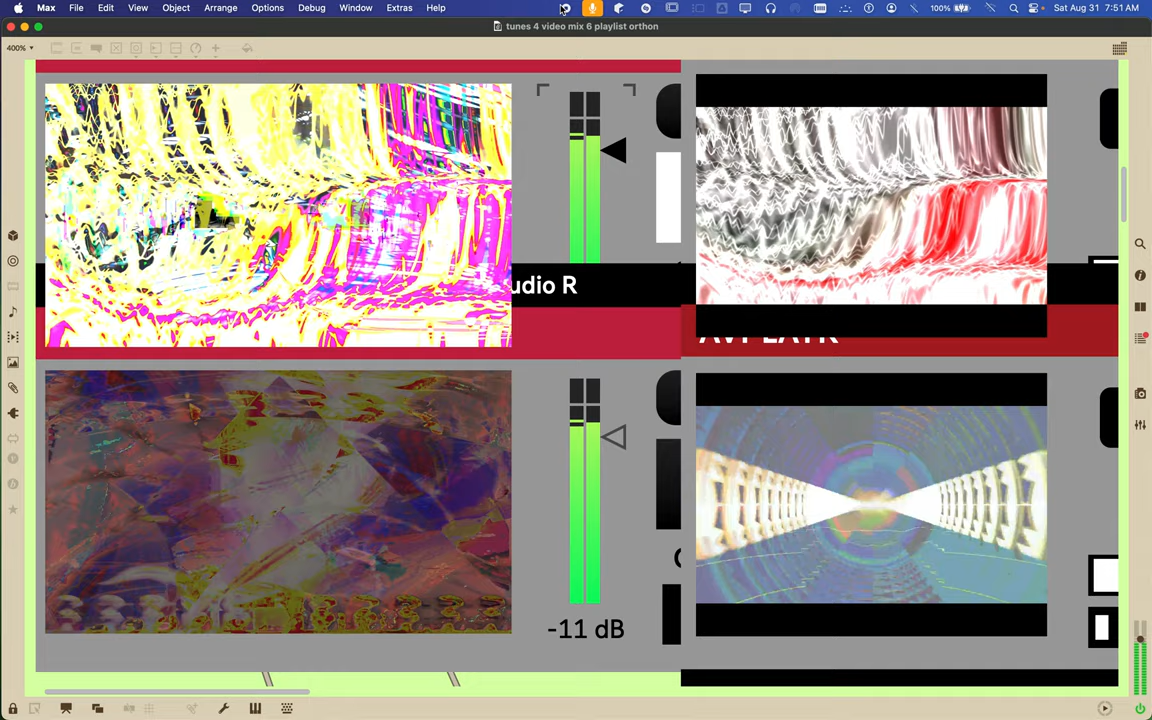 Max File Edit View Object Arrange Options Debug Window Extras Help 100% Sat Aug 31 7:51 AM
tunes 4 video mix 6 playlist orthon
400%
udio R
-11 dB